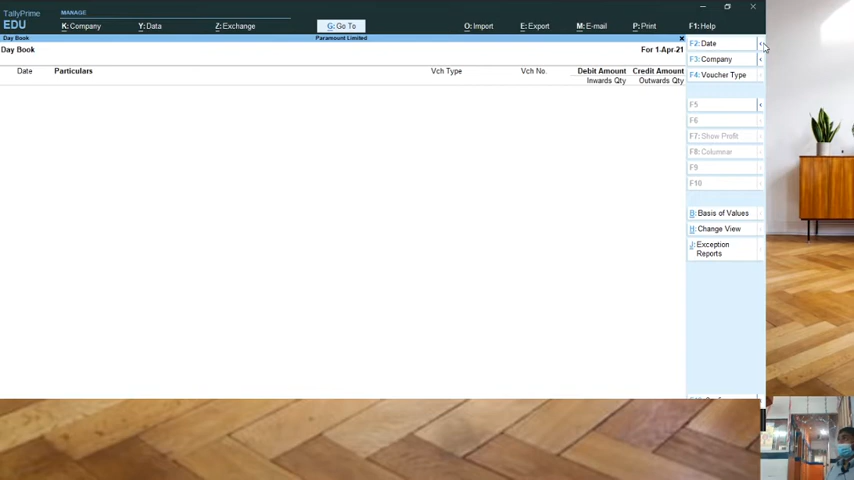 TallyPrime
EDU
MANAGE
K: Company
Y: Data
Z: Exchange
G: Go To
O: Import
E: Export
M: E-mail
P: Print
F1: Help
Day Book
Paramount Limited
Day Book
For 1-Apr-21
Date
Particulars
Vch Type
Vch No.
Debit Amount
Credit Amount
Inwards Qty
Outwards Qty
F2: Date
F3: Company
F4: Voucher Type
F5
F6
F7: Show Profit
F8: Columnar
F9
F10
B: Basis of Values
H: Change View
J: Exception
Reports